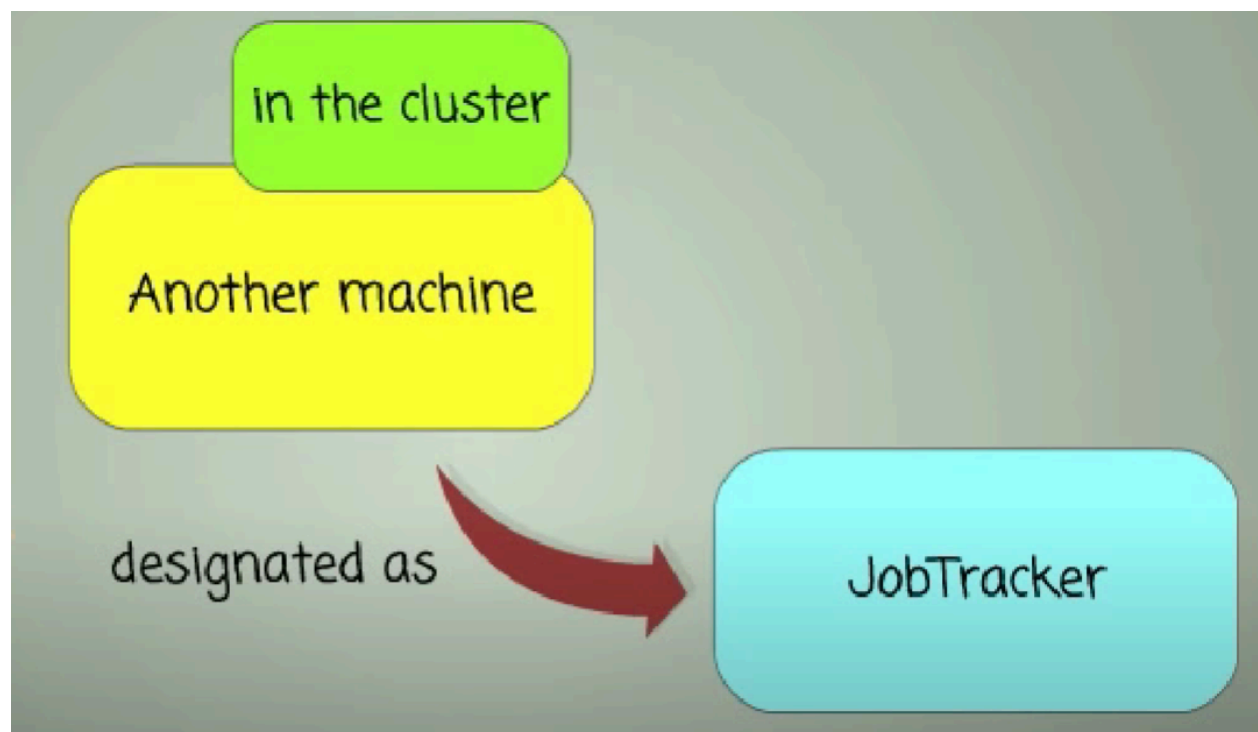 in the cluster
Another machine
designated as
JobTracker